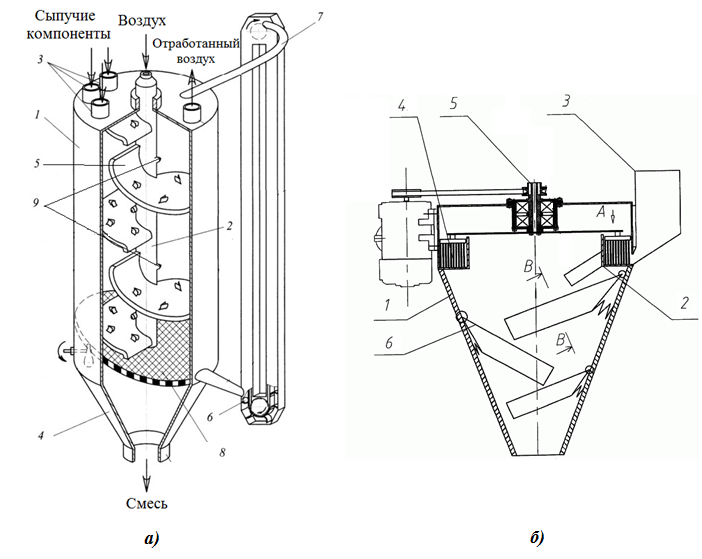 Сыпучие
компоненты
Воздух
Отработанный
воздух
7
3
1
5
9
2
6
4
8
Смесь
а)
4
5
3
А
В
1
2
6
В
б)